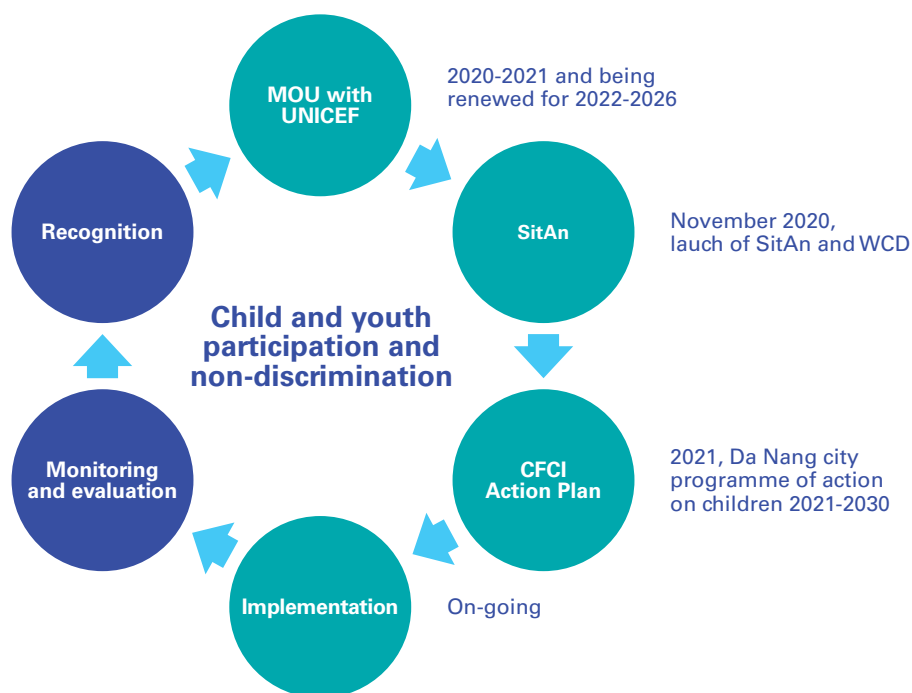 MOU with
UNICEF
2020-2021 and being
renewed for 2022-2026
SitAn
November 2020,
lauch of SitAn and WCD
CFCI
Action Plan
2021, Da Nang city
programme of action
on children 2021-2030
Implementation
On-going
Monitoring
and evaluation
Recognition
Child and youth
participation and
non-discrimination